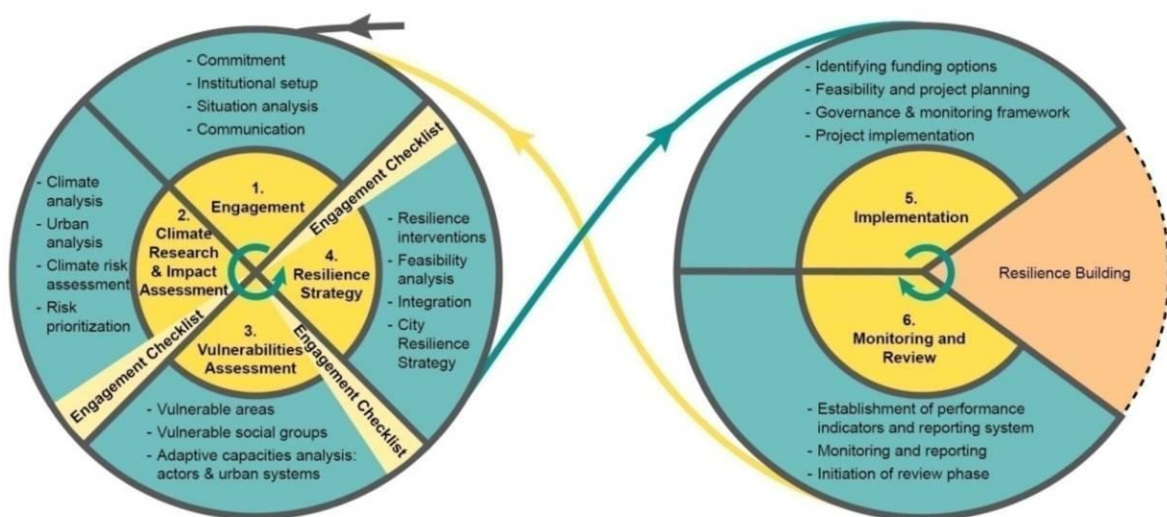 - Commitment
- Institutional setup
- Situation analysis
- Communication
Engagement Checklist
1.
Engagement
- Climate
analysis
- Urban
analysis
- Climate risk
assessment
- Risk
prioritization
2.
Climate
Research
& Impact
Assessment
Engagement Checklist
3.
Vulnerabilities
Assessment
- Vulnerable areas
- Vulnerable social groups
- Adaptive capacities analysis:
actors & urban systems
Engagement Checklist
4.
Resilience
Strategy
- Resilience
interventions
- Feasibility
analysis
- Integration
- City
Resilience
Strategy
- Identifying funding options
- Feasibility and project planning
- Governance & monitoring framework
- Project implementation
5.
Implementation
Resilience Building
6.
Monitoring and
Review
- Establishment of performance
indicators and reporting system
- Monitoring and reporting
- Initiation of review phase